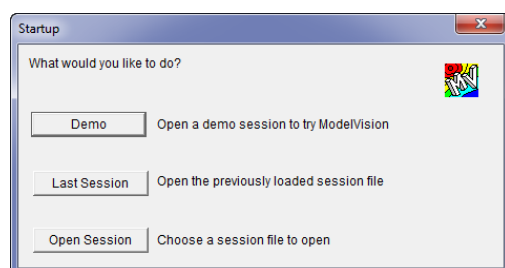 Startup
What would you like to do?
MV
Demo Open a demo session to try ModelVision
Last Session Open the previously loaded session file
Open Session Choose a session file to open